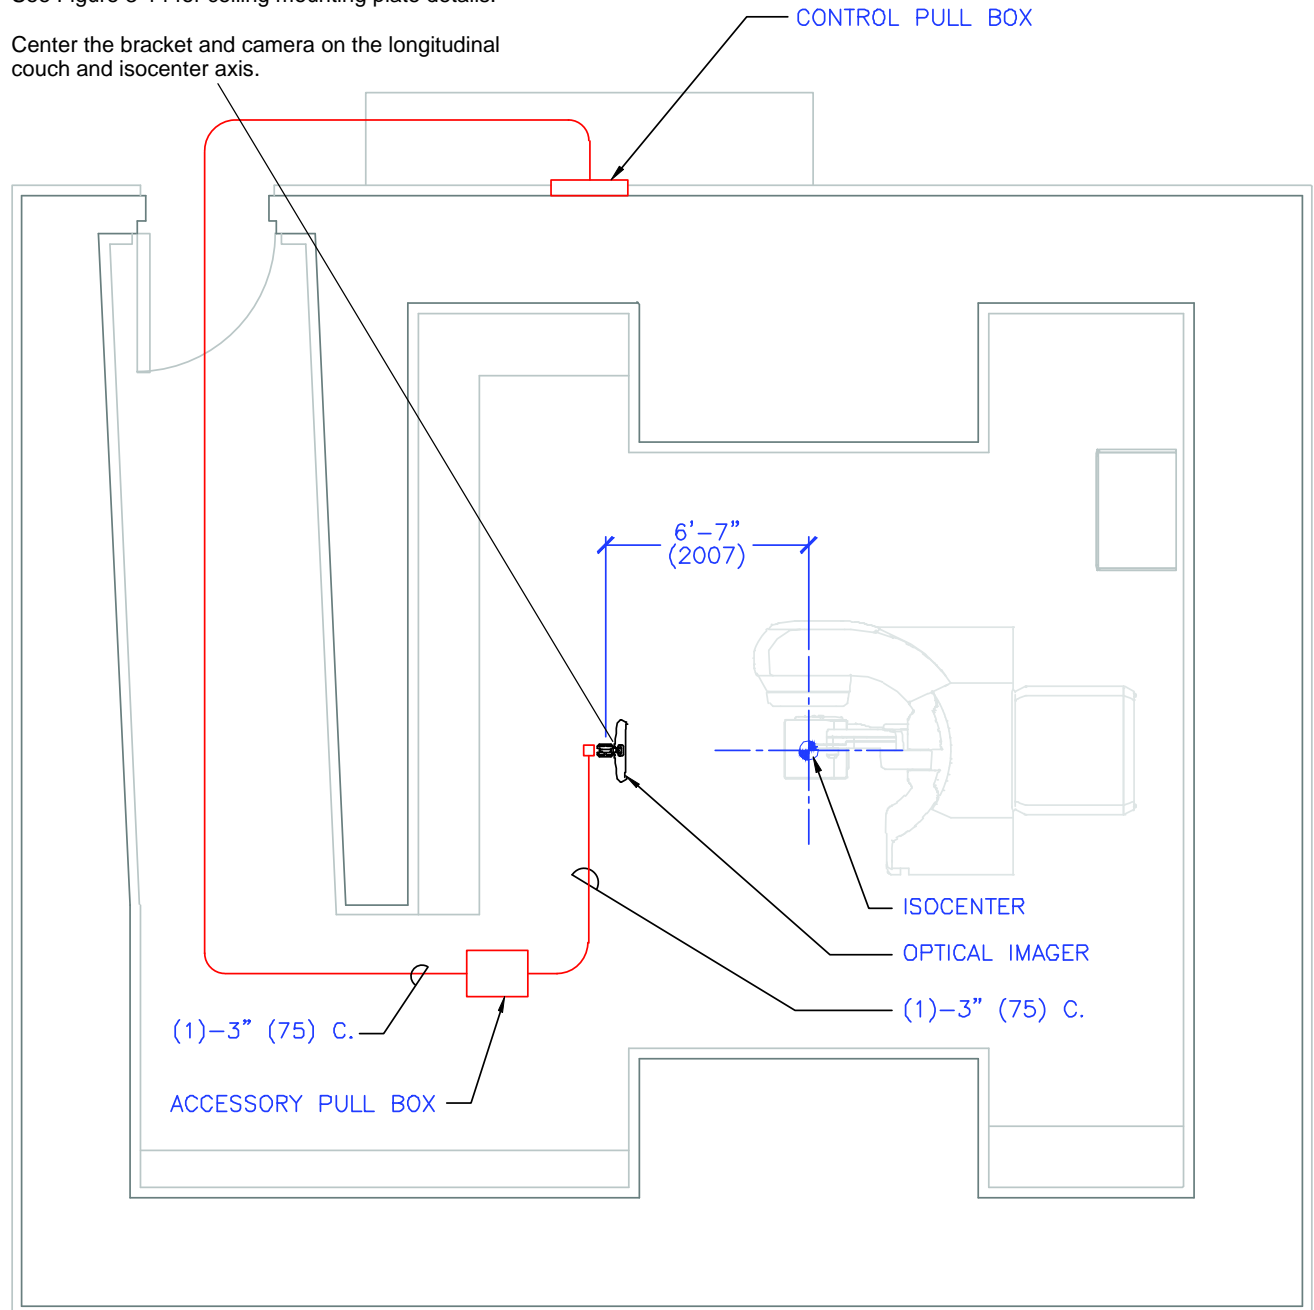 Center the bracket and camera on the longitudinal
couch and isocenter axis.
CONTROL PULL BOX
6'-7"
(2007)
ISOCENTER
OPTICAL IMAGER
(1)-3" (75) C.
(1)-3" (75) C.
ACCESSORY PULL BOX